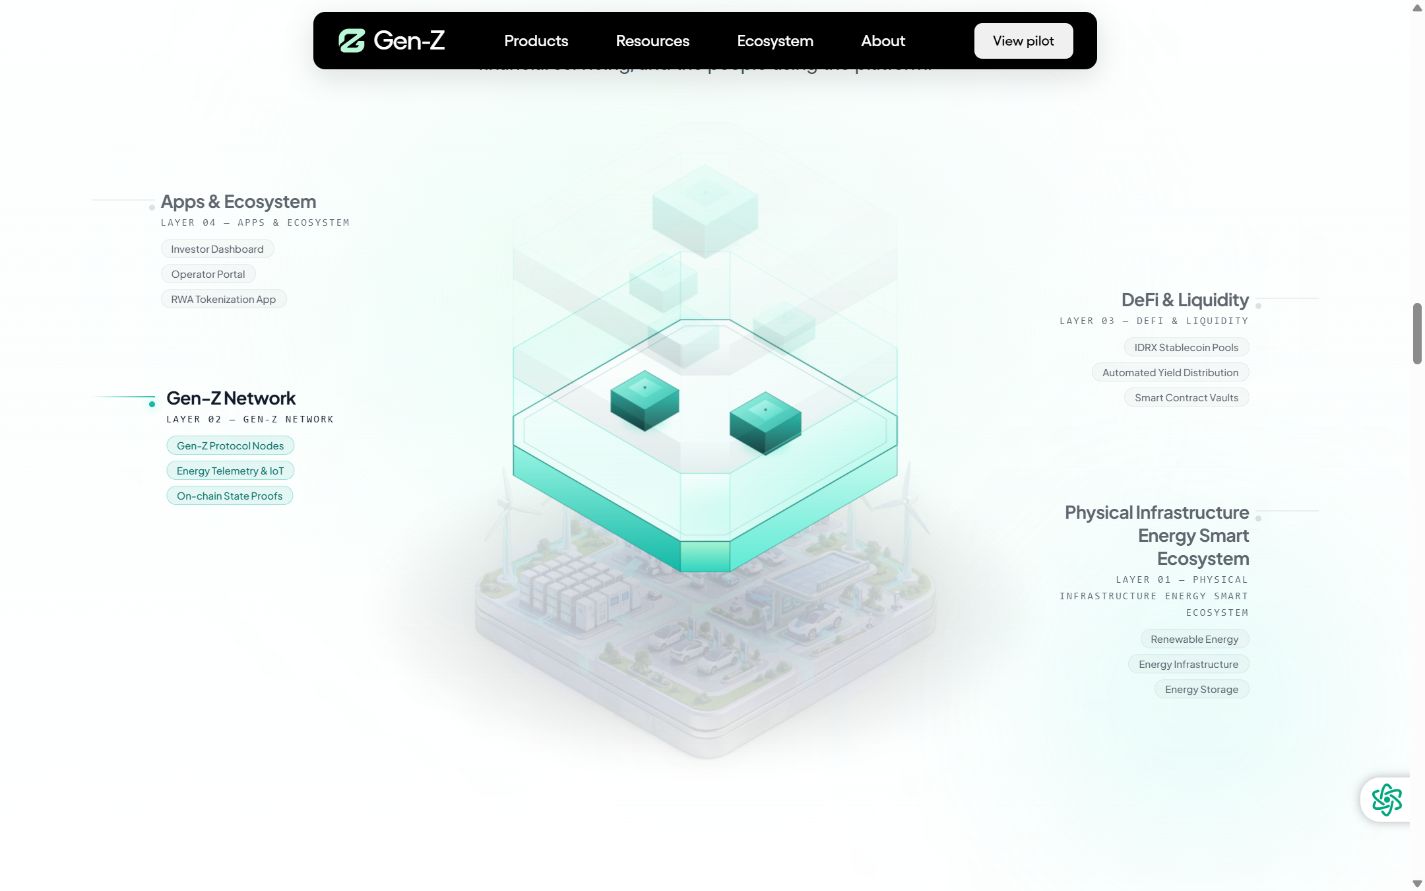 Gen-Z
Products
Resources
Ecosystem
About
View pilot
Apps & Ecosystem
LAYER 04 — APPS & ECOSYSTEM
Investor Dashboard
Operator Portal
RWA Tokenization App
DeFi & Liquidity
LAYER 03 — DEFI & LIQUIDITY
IDRX Stablecoin Pools
Automated Yield Distribution
Smart Contract Vaults
Gen-Z Network
LAYER 02 — GEN-Z NETWORK
Gen-Z Protocol Nodes
Energy Telemetry & IoT
On-chain State Proofs
Physical Infrastructure
Energy Smart
Ecosystem
LAYER 01 — PHYSICAL
INFRASTRUCTURE ENERGY SMART
ECOSYSTEM
Renewable Energy
Energy Infrastructure
Energy Storage